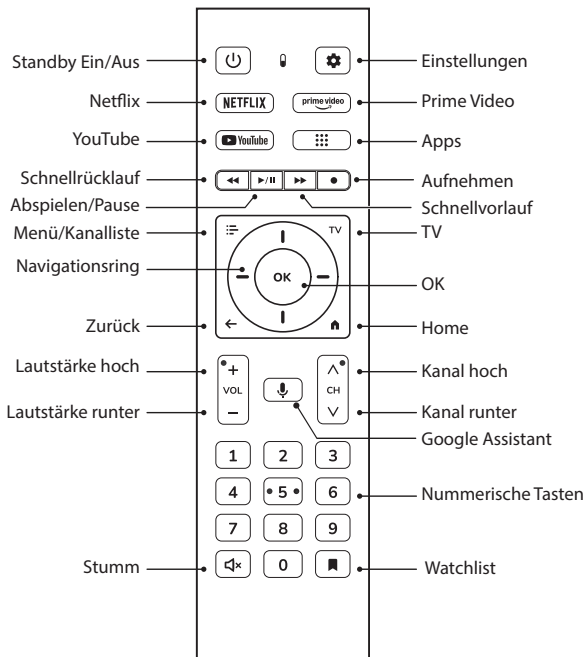 Standby Ein/Aus
Einstellungen
Netflix
NETFLIX
prime video
Prime Video
YouTube
YouTube
Apps
Schnellrücklauf
Aufnehmen
Abspielen/Pause
Schnellvorlauf
Menü/Kanalliste
TV
TV
Navigationsring
OK
OK
Zurück
Home
Lautstärke hoch
+
Kanal hoch
VOL
CH
Lautstärke runter
−
Kanal runter
Google Assistant
1 2 3
4 5 6
Nummerische Tasten
7 8 9
Stumm
0
Watchlist